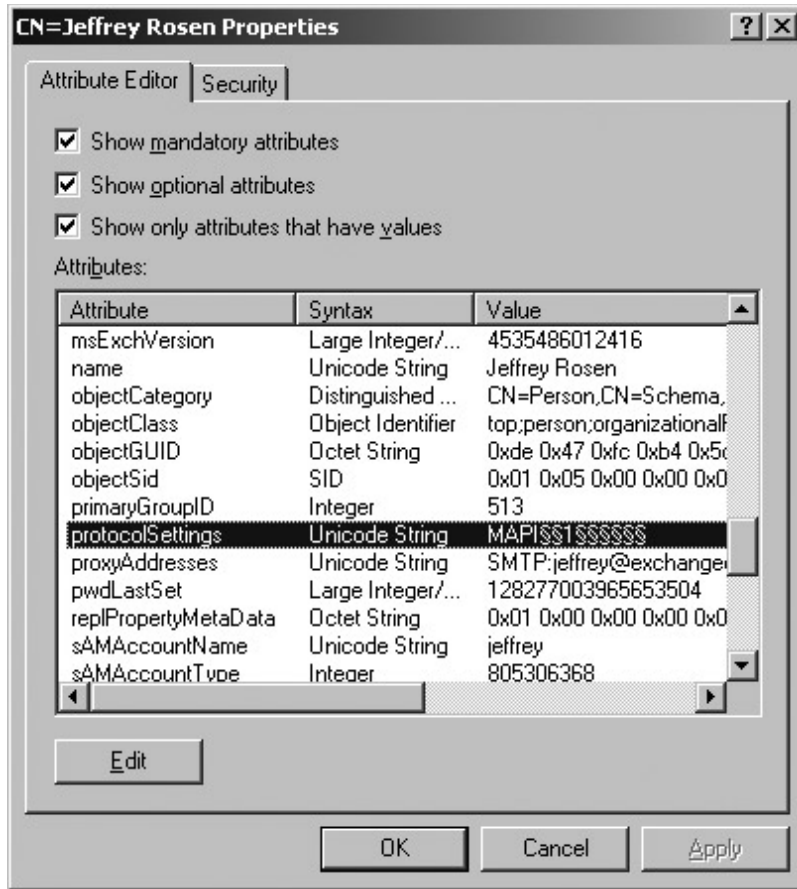 CN=Jeffrey Rosen Properties
Attribute Editor Security
Show mandatory attributes
Show optional attributes
Show only attributes that have values
Attributes:
Attribute Syntax Value
msExchVersion Large Integer/... 4535486012416
name Unicode String Jeffrey Rosen
objectCategory Distinguished ... CN=Person,CN=Schema,
objectClass Object Identifier top;person;organizationalF
objectGUID Octet String 0xde 0x47 0xfc 0xb4 0x5c
objectSid SID 0x01 0x05 0x00 0x00 0x0
primaryGroupID Integer 513
protocolSettings Unicode String MAPI§§1§§§§§§
proxyAddresses Unicode String SMTP:jeffrey@exchange
pwdLastSet Large Integer/... 128277003965653504
replPropertyMetaData Octet String 0x01 0x00 0x00 0x00 0x0
sAMAccountName Unicode String jeffrey
sAMAccountType Integer 805306368
Edit
OK Cancel Apply